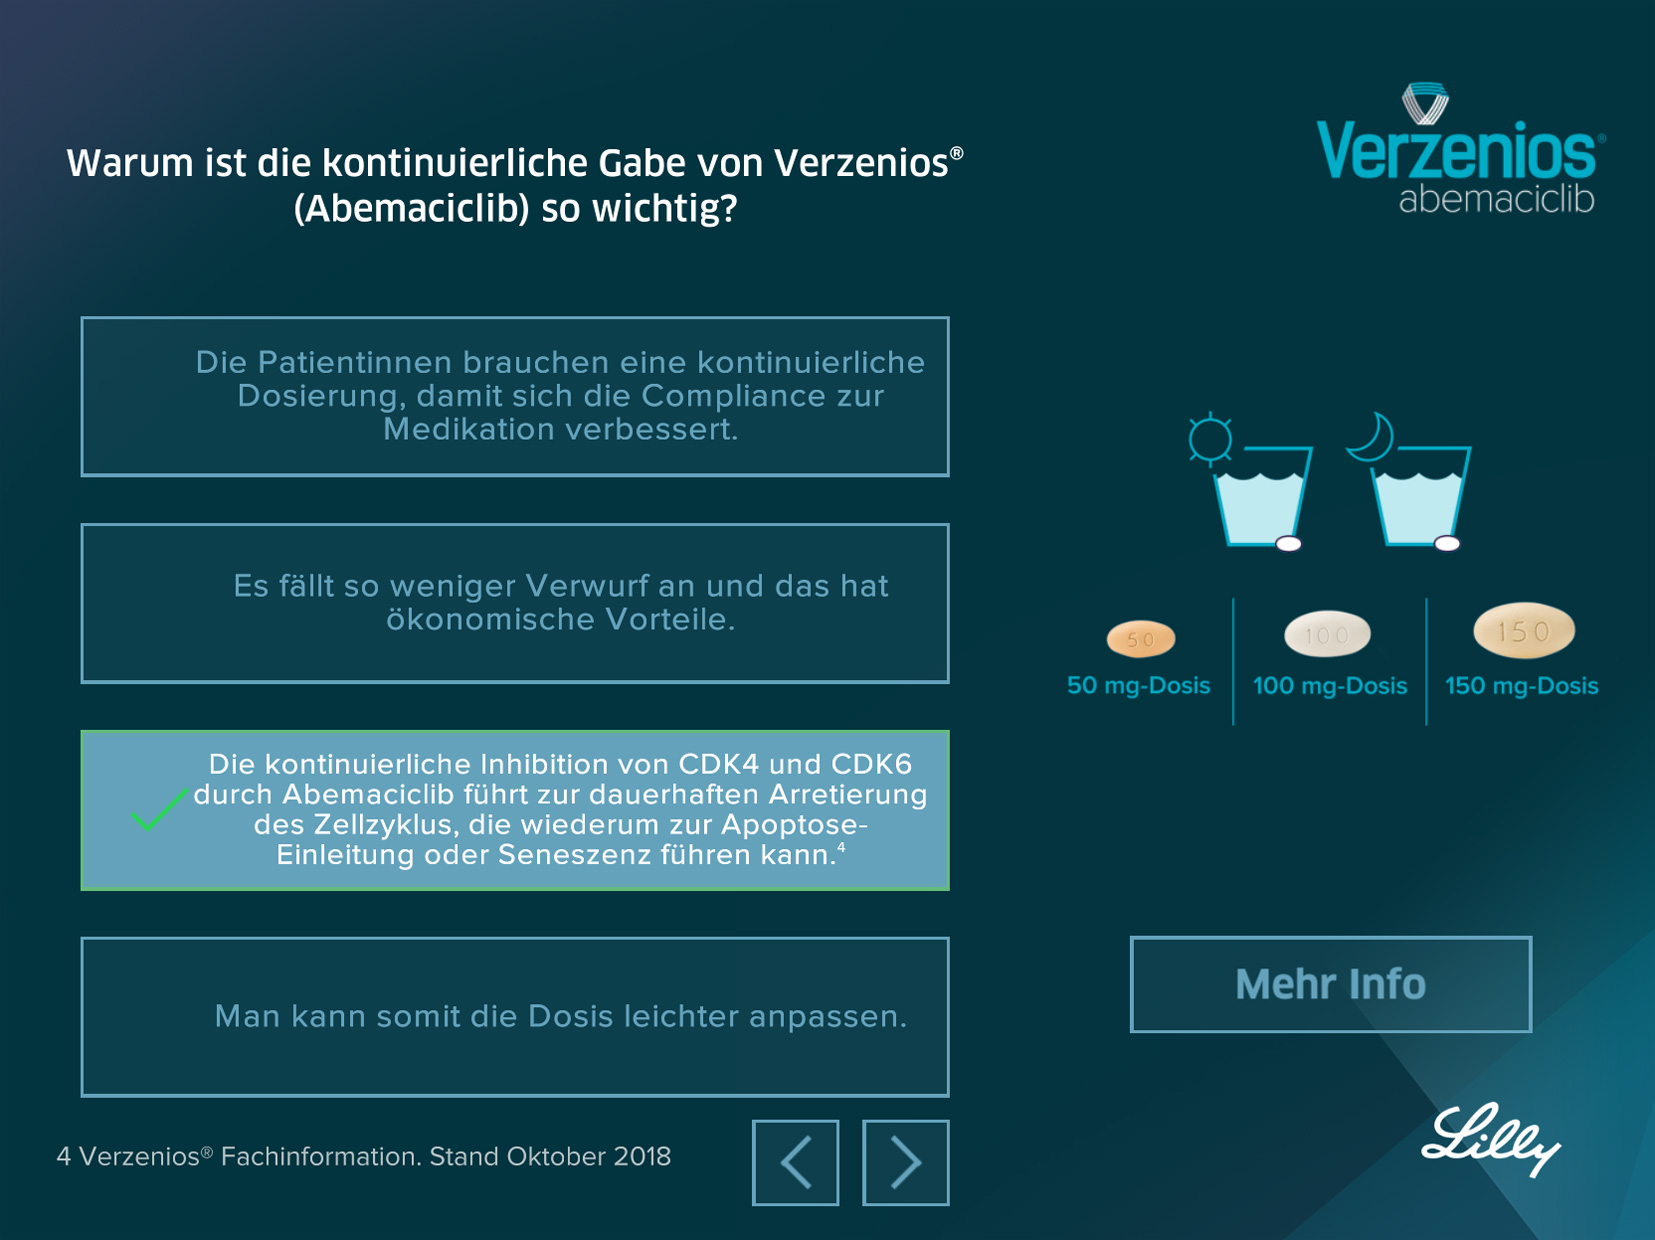 Verzenios®
abemaciclib
Warum ist die kontinuierliche Gabe von Verzenios®
(Abemaciclib) so wichtig?
Die Patientinnen brauchen eine kontinuierliche
Dosierung, damit sich die Compliance zur
Medikation verbessert.
Es fällt so weniger Verwurf an und das hat
ökonomische Vorteile.
Die kontinuierliche Inhibition von CDK4 und CDK6
durch Abemaciclib führt zur dauerhaften Arretierung
des Zellzyklus, die wiederum zur Apoptose-
Einleitung oder Seneszenz führen kann.⁴
Man kann somit die Dosis leichter anpassen.
50 100 150
50 mg-Dosis 100 mg-Dosis 150 mg-Dosis
Mehr Info
4 Verzenios® Fachinformation. Stand Oktober 2018
Lilly